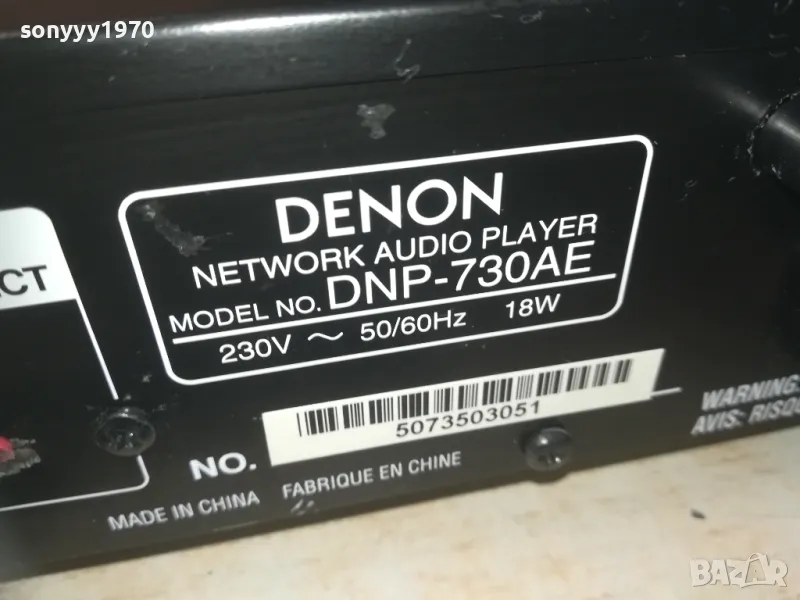 sonyyy1970
CT
DENON
NETWORK AUDIO PLAYER
MODEL NO. DNP-730AE
230V ~ 50/60Hz 18W
NO. 5073503051
WARNING:
AVIS: RISQU
MADE IN CHINA FABRIQUE EN CHINE
BAZAR